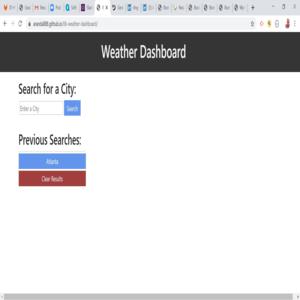 Weather Dashboard
Search for a City:
Enter a City
Search
Previous Searches:
Atlanta
Clear Results